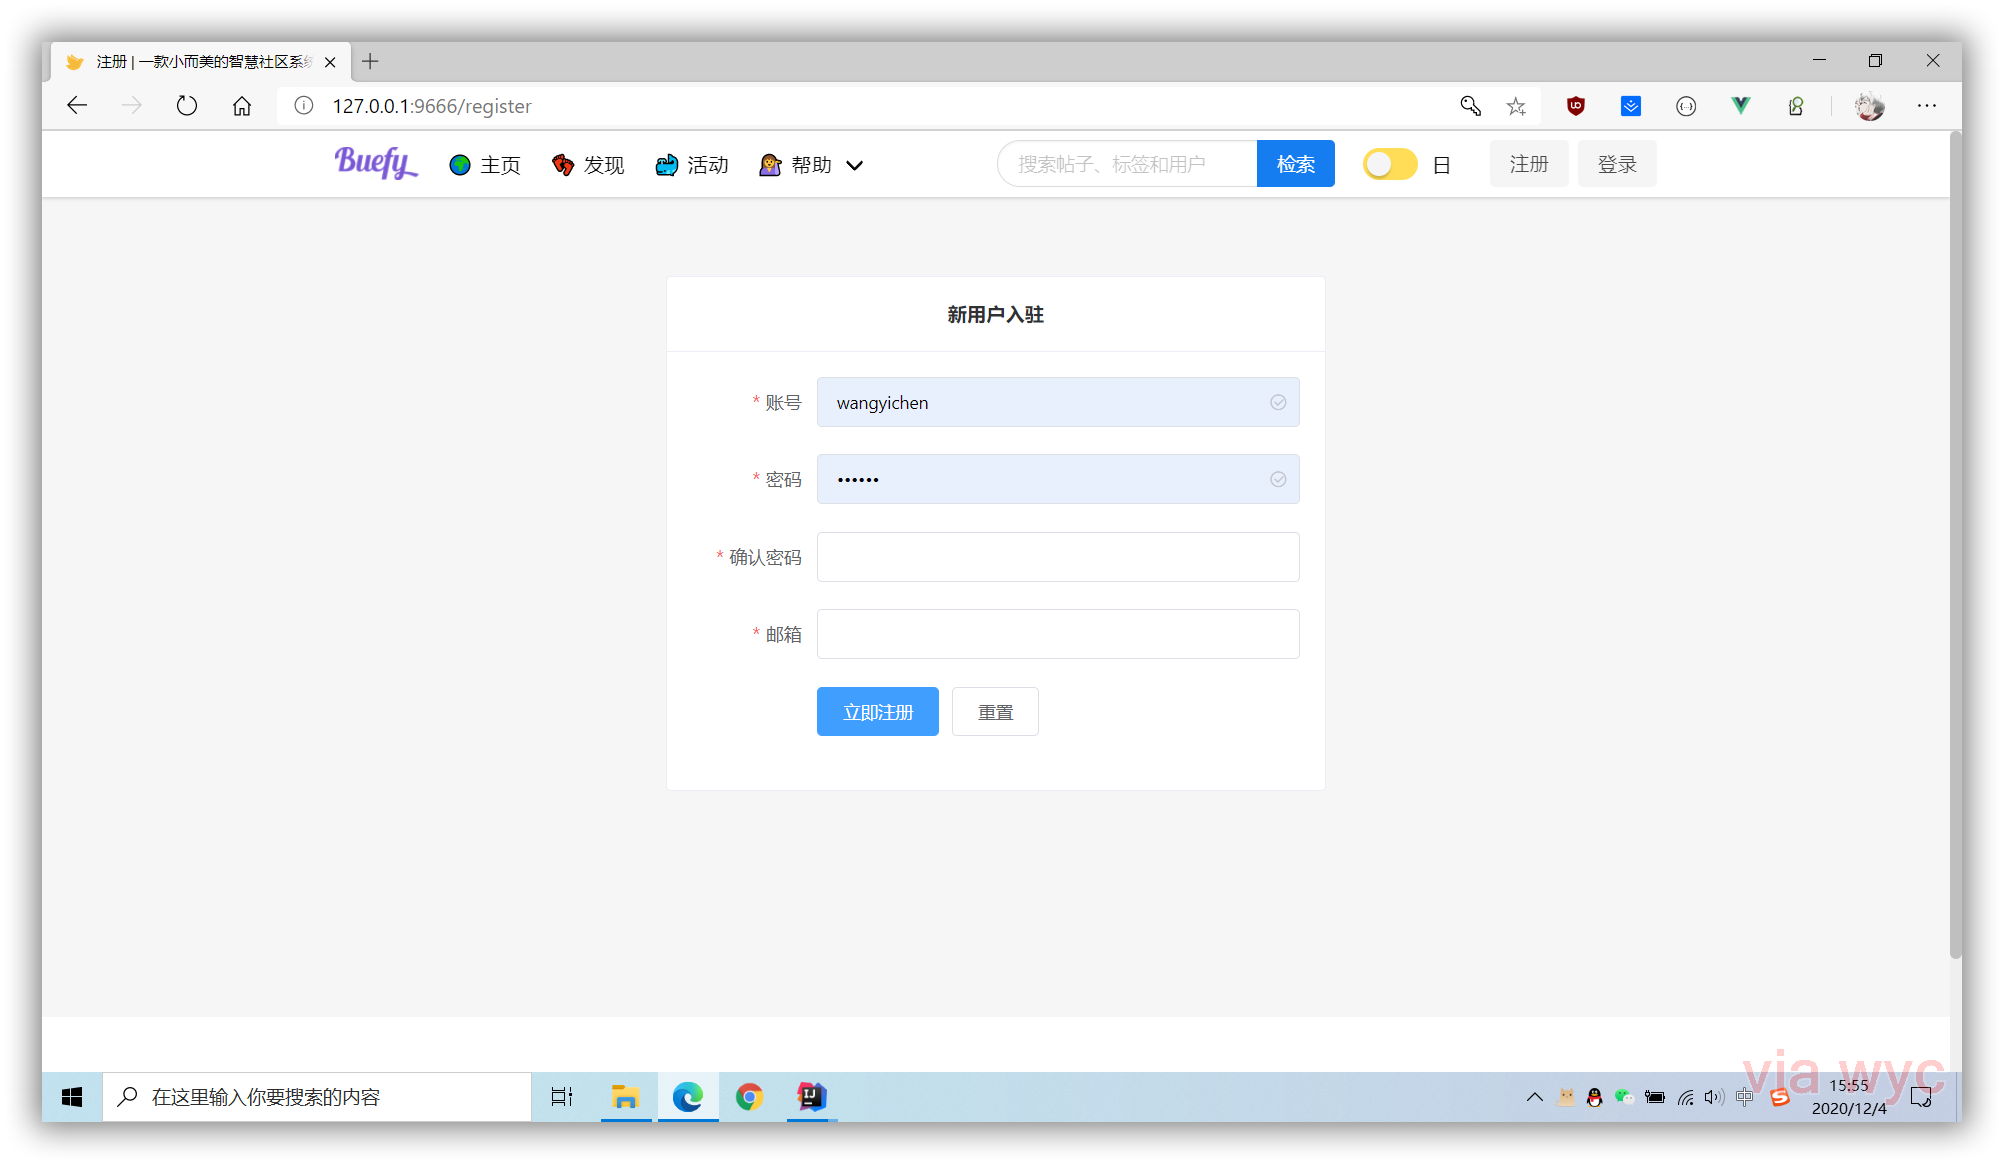 注册 | 一款小而美的智慧社区系统
127.0.0.1:9666/register
Buefy
主页
发现
活动
帮助
搜索帖子、标签和用户
检索
日
注册
登录
新用户入驻
* 账号
wangyichen
* 密码
••••••
* 确认密码
* 邮箱
立即注册
重置
via wyc
在这里输入你要搜索的内容
中
15:55
2020/12/4